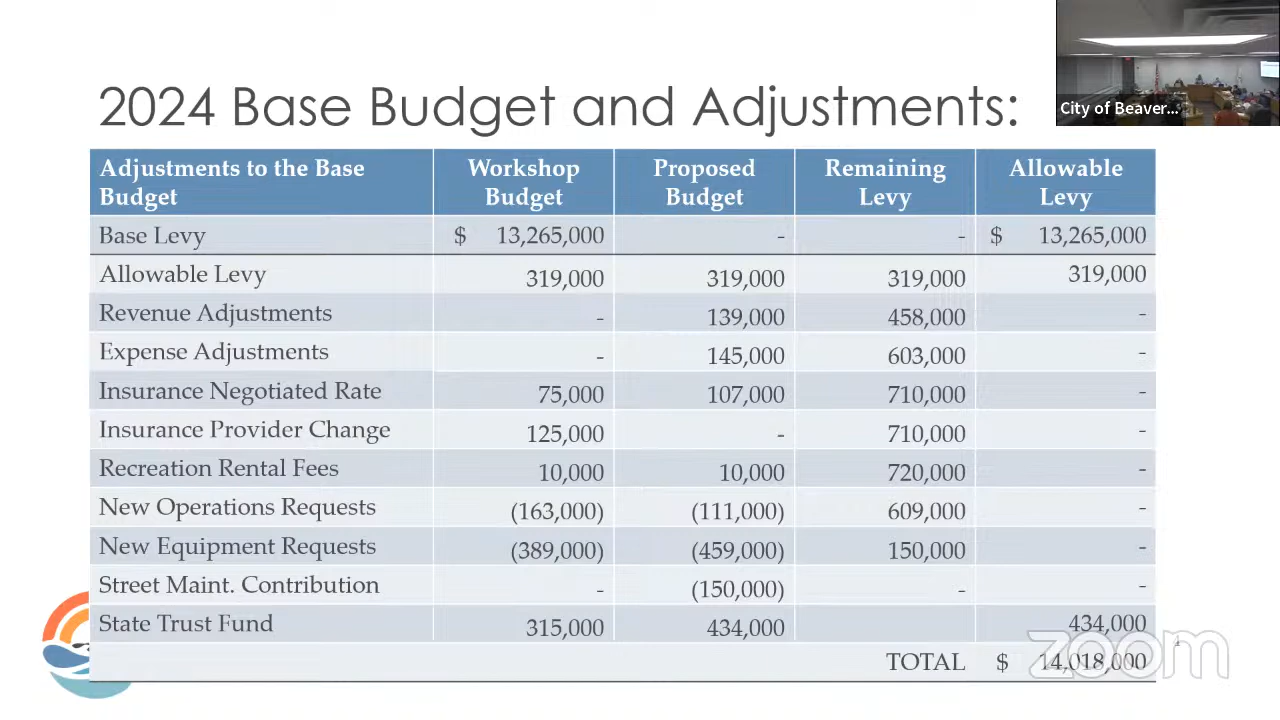 2024 Base Budget and Adjustments:
City of Beaver...
Adjustments to the Base Budget Workshop Budget Proposed Budget Remaining Levy Allowable Levy
Base Levy $ 13,265,000 - - $ 13,265,000
Allowable Levy 319,000 319,000 319,000 319,000
Revenue Adjustments - 139,000 458,000 -
Expense Adjustments - 145,000 603,000 -
Insurance Negotiated Rate 75,000 107,000 710,000 -
Insurance Provider Change 125,000 - 710,000 -
Recreation Rental Fees 10,000 10,000 720,000 -
New Operations Requests (163,000) (111,000) 609,000 -
New Equipment Requests (389,000) (459,000) 150,000 -
Street Maint. Contribution - (150,000) - -
State Trust Fund 315,000 434,000 434,000
TOTAL $ 14,018,000
zoom